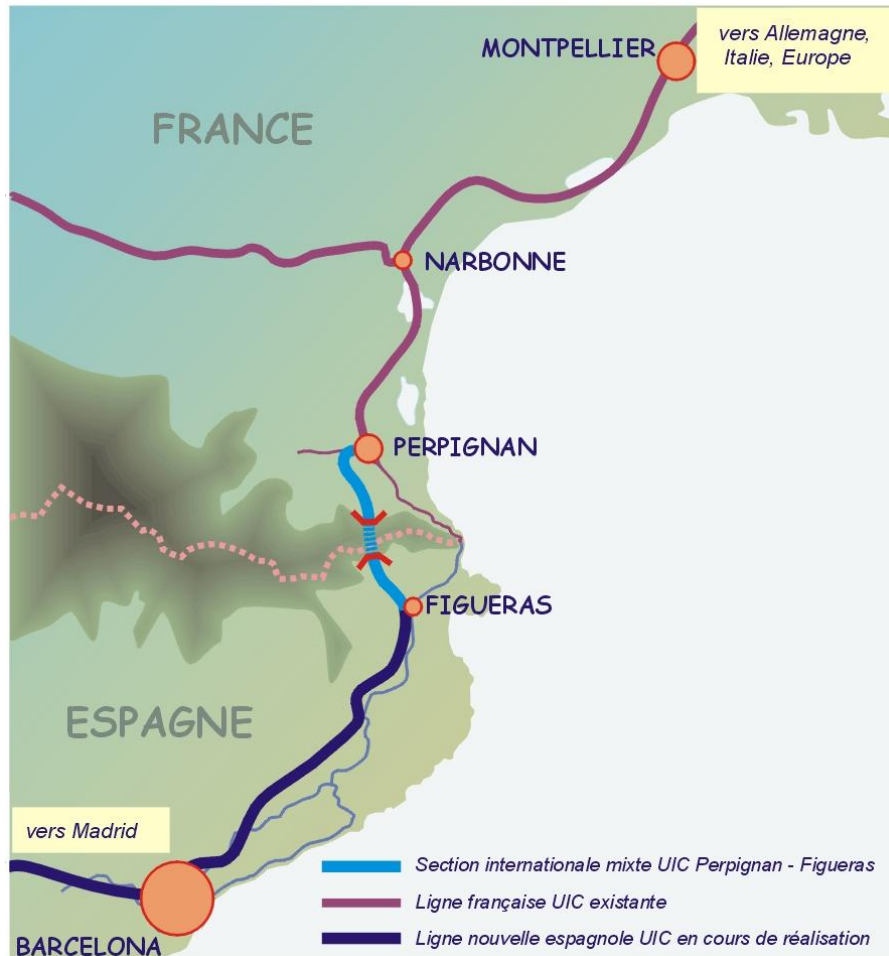 MONTPELLIER
vers Allemagne,
Italie, Europe
FRANCE
NARBONNE
PERPIGNAN
FIGUERAS
ESPAGNE
vers Madrid
BARCELONA
Section internationale mixte UIC Perpignan - Figueras
Ligne française UIC existante
Ligne nouvelle espagnole UIC en cours de réalisation